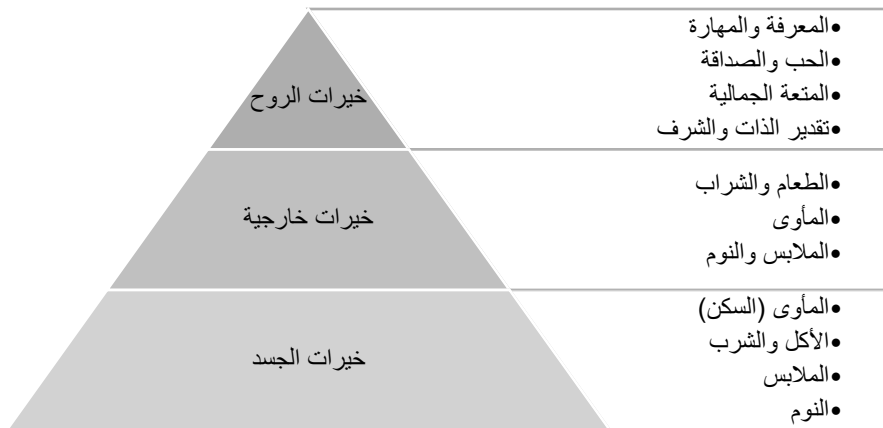 •المعرفة والمهارة
•الحب والصداقة
•المتعة الجمالية
•تقدير الذات والشرف
خيرات الروح
•الطعام والشراب
•المأوى
•الملابس والنوم
خيرات خارجية
•المأوى (السكن)
•الأكل والشرب
•الملابس
•النوم
خيرات الجسد